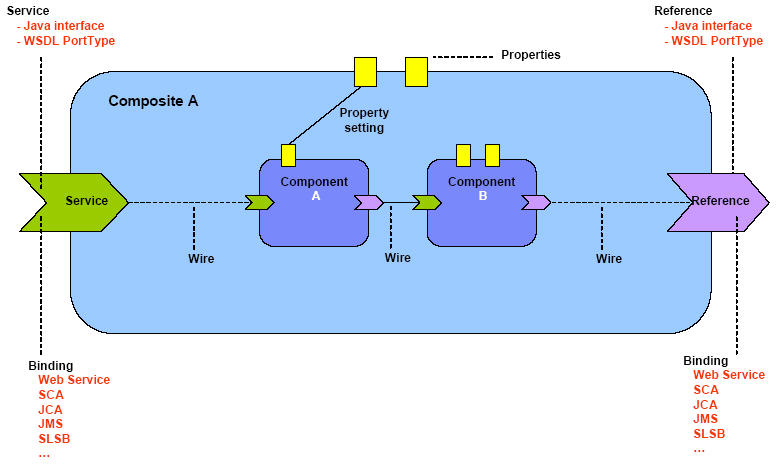 Service
- Java interface
- WSDL PortType
Reference
- Java interface
- WSDL PortType
Properties
Composite A
Property
setting
Component
A
Component
B
Service
Reference
Wire
Wire
Wire
Binding
Web Service
SCA
JCA
JMS
SLSB
...
Binding
Web Service
SCA
JCA
JMS
SLSB
...